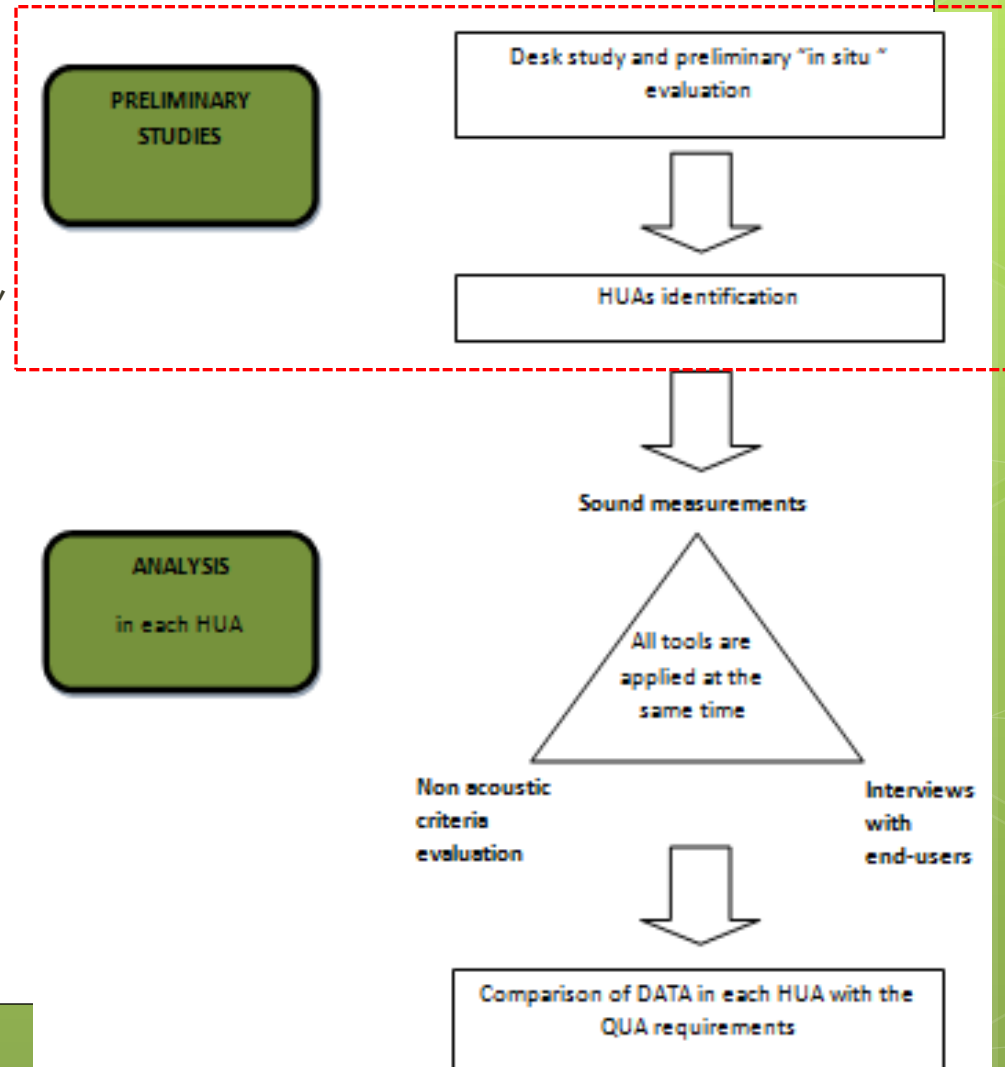 PRELIMINARY
STUDIES
Desk study and preliminary “in situ “
evaluation
HUAs identification
Sound measurements
ANALYSIS
in each HUA
All tools are
applied at the
same time
Non acoustic
criteria
evaluation
Interviews
with
end-users
Comparison of DATA in each HUA with the
QUA requirements